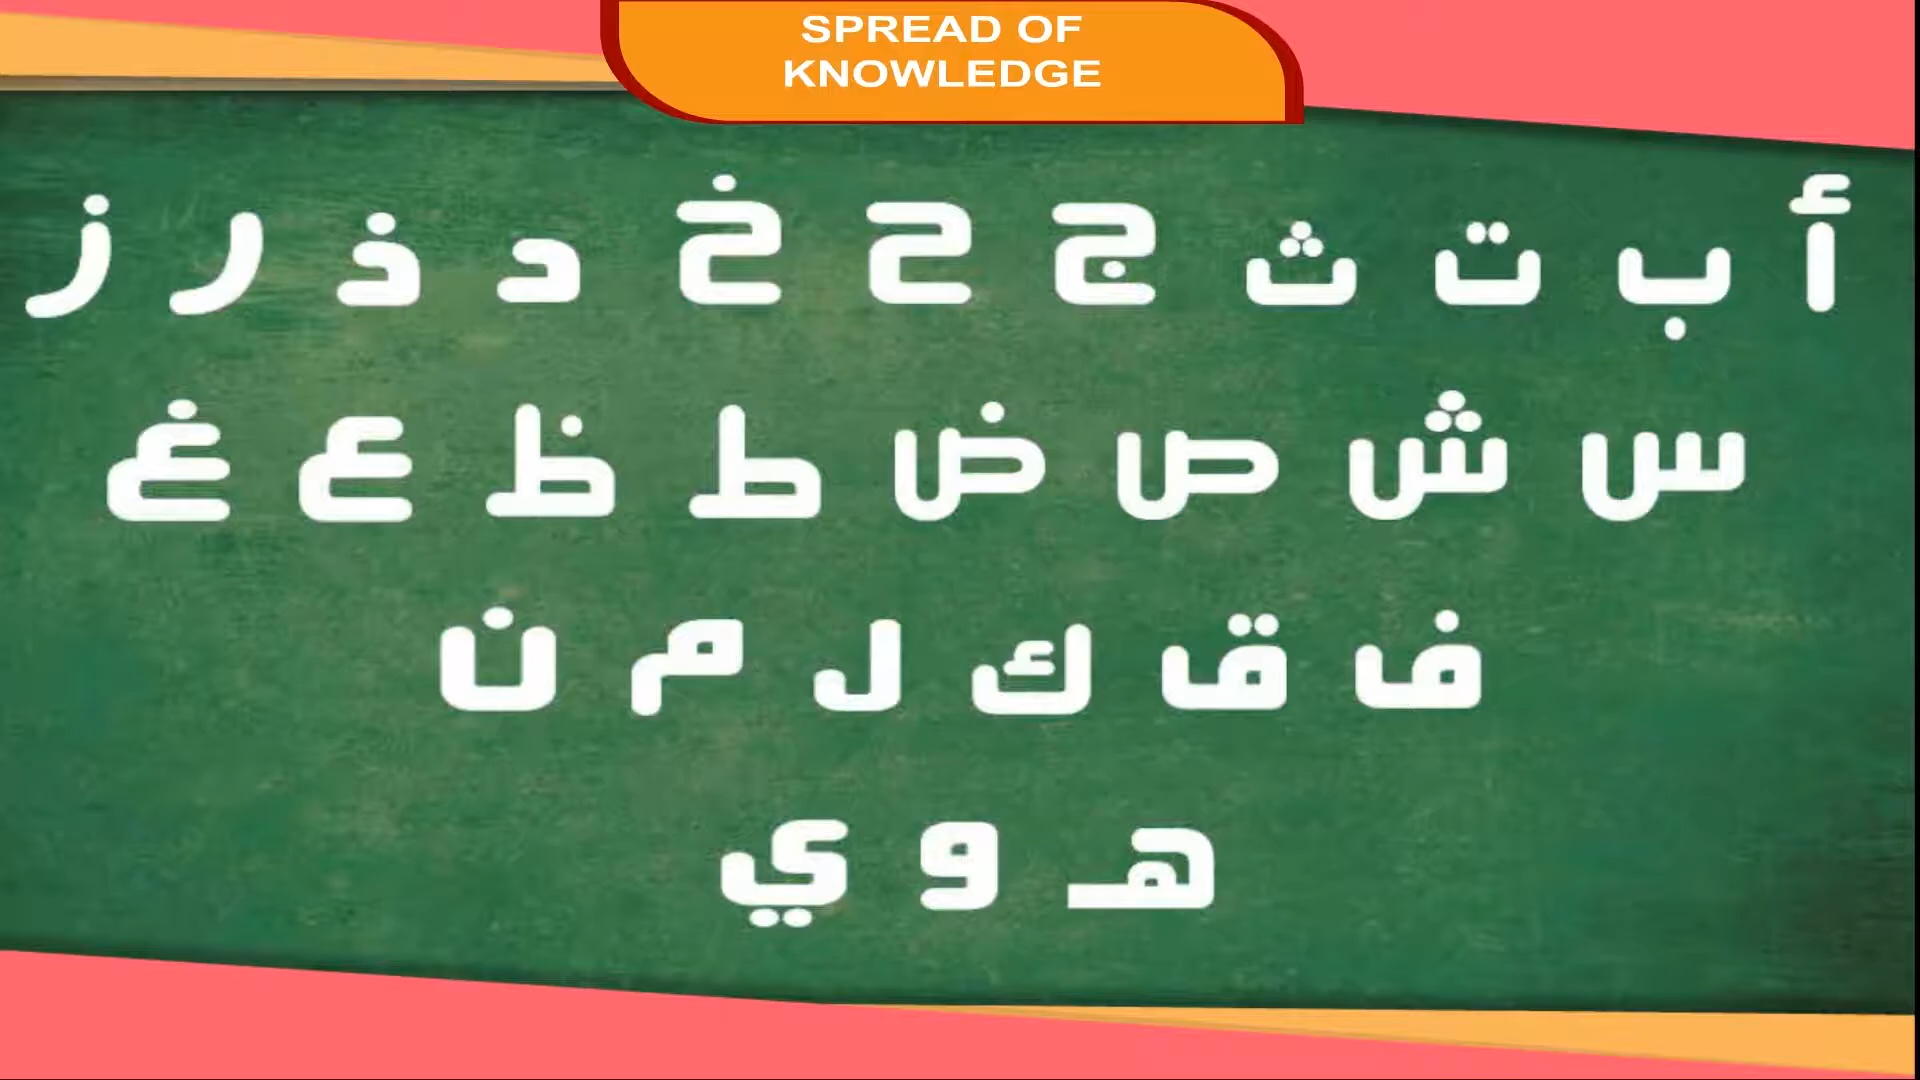 SPREAD OF
KNOWLEDGE
أ ب ت ث ج ح خ د ذ ر ز
س ش ص ض ط ظ ع غ
ف ق ك ل م ن
هـ و ي